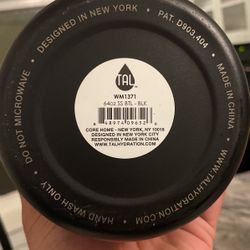 • DESIGNED IN NEW YORK • PAT. D903,404 • MADE IN CHINA • WWW.TALHYDRATION.COM • HAND WASH ONLY • DO NOT MICROWAVE
TAL
WM1371
64OZ SS BTL - BLK
CORE HOME - NEW YORK, NY 10018
DESIGNED IN NEW YORK CITY
RESPONSIBLY MADE IN CHINA
WWW.TALHYDRATION.COM